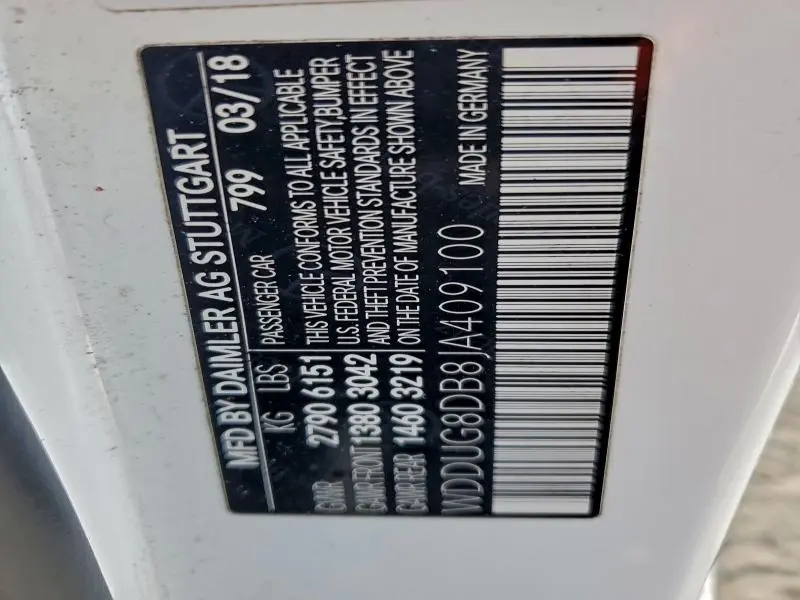 MFD BY DAIMLER AG STUTTGART
799 03/18
KG LBS PASSENGER CAR
GVWR 2790 6151 THIS VEHICLE CONFORMS TO ALL APPLICABLE
U.S. FEDERAL MOTOR VEHICLE SAFETY,BUMPER
GAWR FRONT 1380 3042 AND THEFT PREVENTION STANDARDS IN EFFECT
GAWR REAR 1460 3219 ON THE DATE OF MANUFACTURE SHOWN ABOVE
WDDUG8DB8JA409100 MADE IN GERMANY